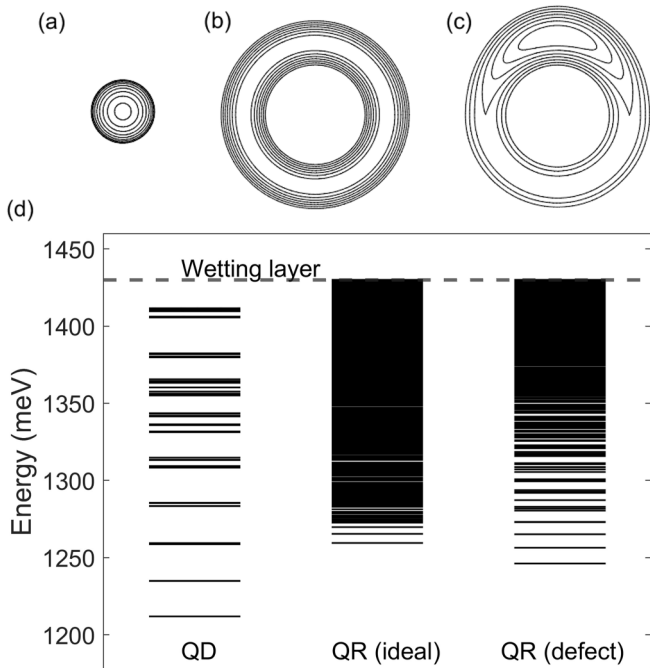 (a)
(b)
(c)
(d)
1450
Wetting layer
1400
1350
1300
1250
1200
Energy (meV)
QD
QR (ideal)
QR (defect)